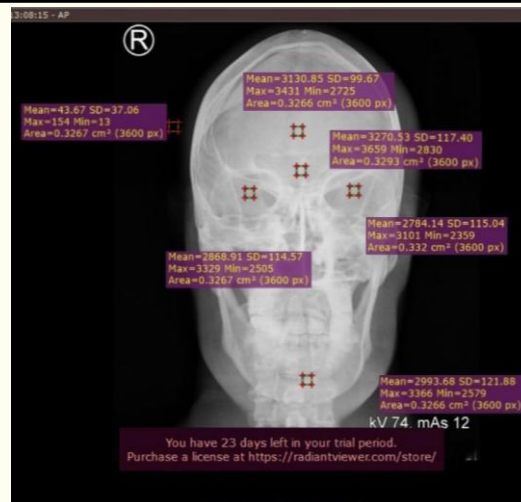 13:08:15 - AP
R
Mean=3130.85 SD=99.67
Max=3431 Min=2725
Area=0.3266 cm² (3600 px)
Mean=43.67 SD=37.06
Max=154 Min=13
Area=0.3267 cm² (3600 px)
Mean=3270.53 SD=117.40
Max=3659 Min=2830
Area=0.3293 cm² (3600 px)
Mean=2784.14 SD=115.04
Max=3101 Min=2359
Area=0.332 cm² (3600 px)
Mean=2868.91 SD=114.57
Max=3329 Min=2505
Area=0.3267 cm² (3600 px)
Mean=2993.68 SD=121.88
Max=3366 Min=2579
Area=0.3266 cm² (3600 px)
kV 74, mAs 12
You have 23 days left in your trial period.
Purchase a license at https://radiantviewer.com/store/